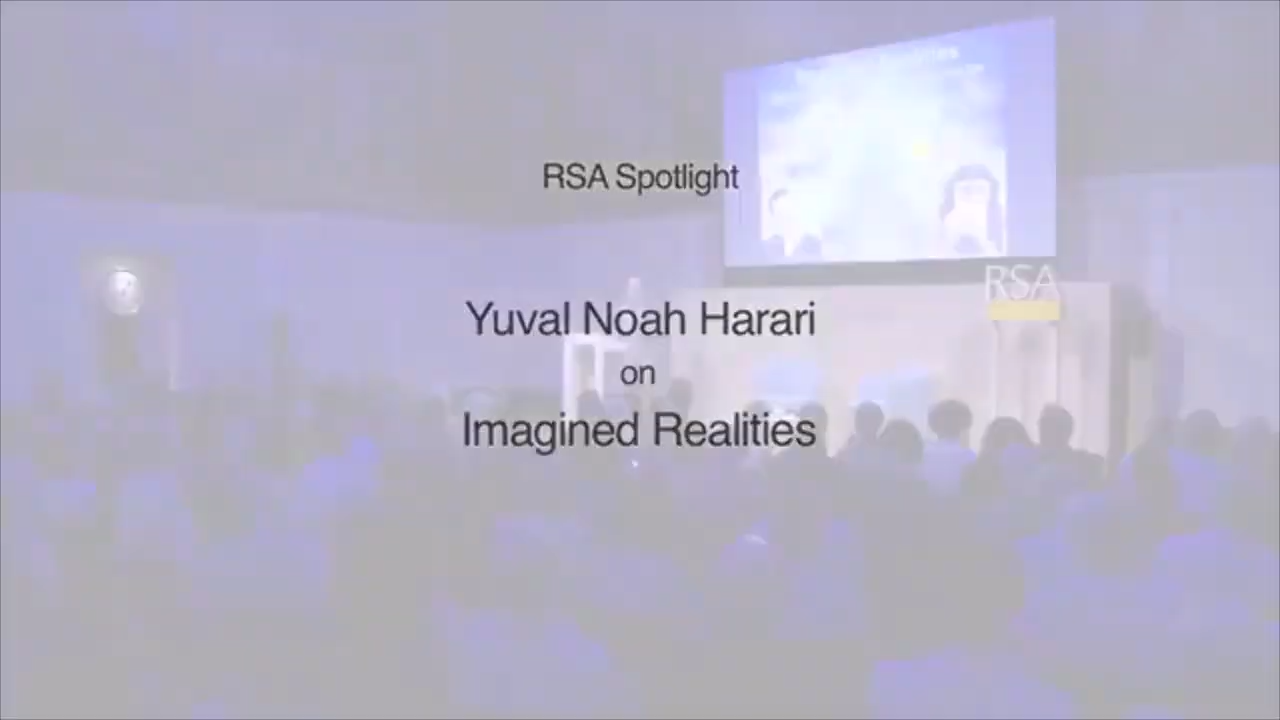 RSA Spotlight
RSA
Yuval Noah Harari
on
Imagined Realities